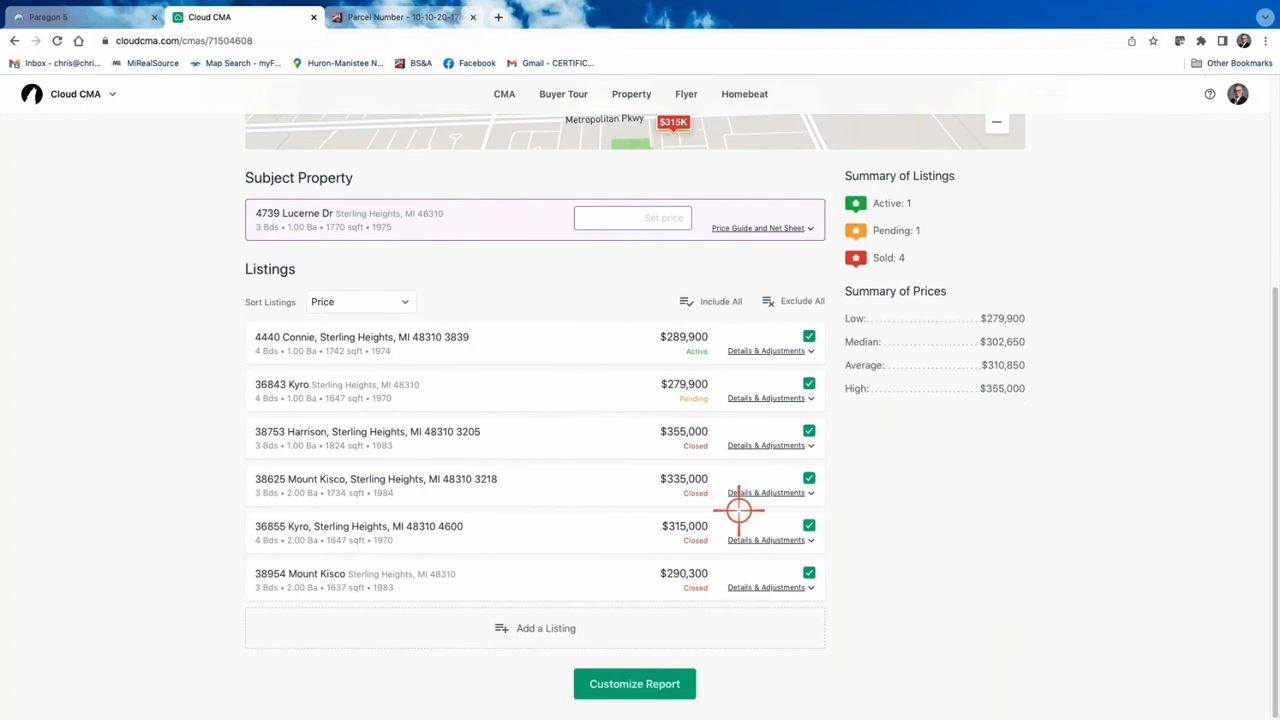 Paragon 5
Cloud CMA
Parcel Number - 10-10-20-17
cloudcma.com/cmas/71504608
Inbox - chris@chri...
MiRealSource
Map Search - myF...
Huron-Manistee N...
BS&A
Facebook
Gmail - CERTIFIC...
Other Bookmarks
Cloud CMA
CMA
Buyer Tour
Property
Flyer
Homebeat
Metropolitan Pkwy
$315K
Subject Property
4739 Lucerne Dr Sterling Heights, MI 48310
3 Bds • 1.00 Ba • 1770 sqft • 1975
Set price
Price Guide and Net Sheet
Listings
Sort Listings
Price
Include All
Exclude All
4440 Connie, Sterling Heights, MI 48310 3839
$289,900
4 Bds • 1.00 Ba • 1742 sqft • 1974
Active
Details & Adjustments
36843 Kyro Sterling Heights, MI 48310
$279,900
4 Bds • 1.00 Ba • 1647 sqft • 1970
Pending
Details & Adjustments
38753 Harrison, Sterling Heights, MI 48310 3205
$355,000
3 Bds • 1.00 Ba • 1824 sqft • 1983
Closed
Details & Adjustments
38625 Mount Kisco, Sterling Heights, MI 48310 3218
$335,000
3 Bds • 2.00 Ba • 1734 sqft • 1984
Closed
Details & Adjustments
36855 Kyro, Sterling Heights, MI 48310 4600
$315,000
4 Bds • 2.00 Ba • 1647 sqft • 1970
Closed
Details & Adjustments
38954 Mount Kisco Sterling Heights, MI 48310
$290,300
3 Bds • 2.00 Ba • 1637 sqft • 1983
Closed
Details & Adjustments
Add a Listing
Customize Report
Summary of Listings
Active: 1
Pending: 1
Sold: 4
Summary of Prices
Low: $279,900
Median: $302,650
Average: $310,850
High: $355,000